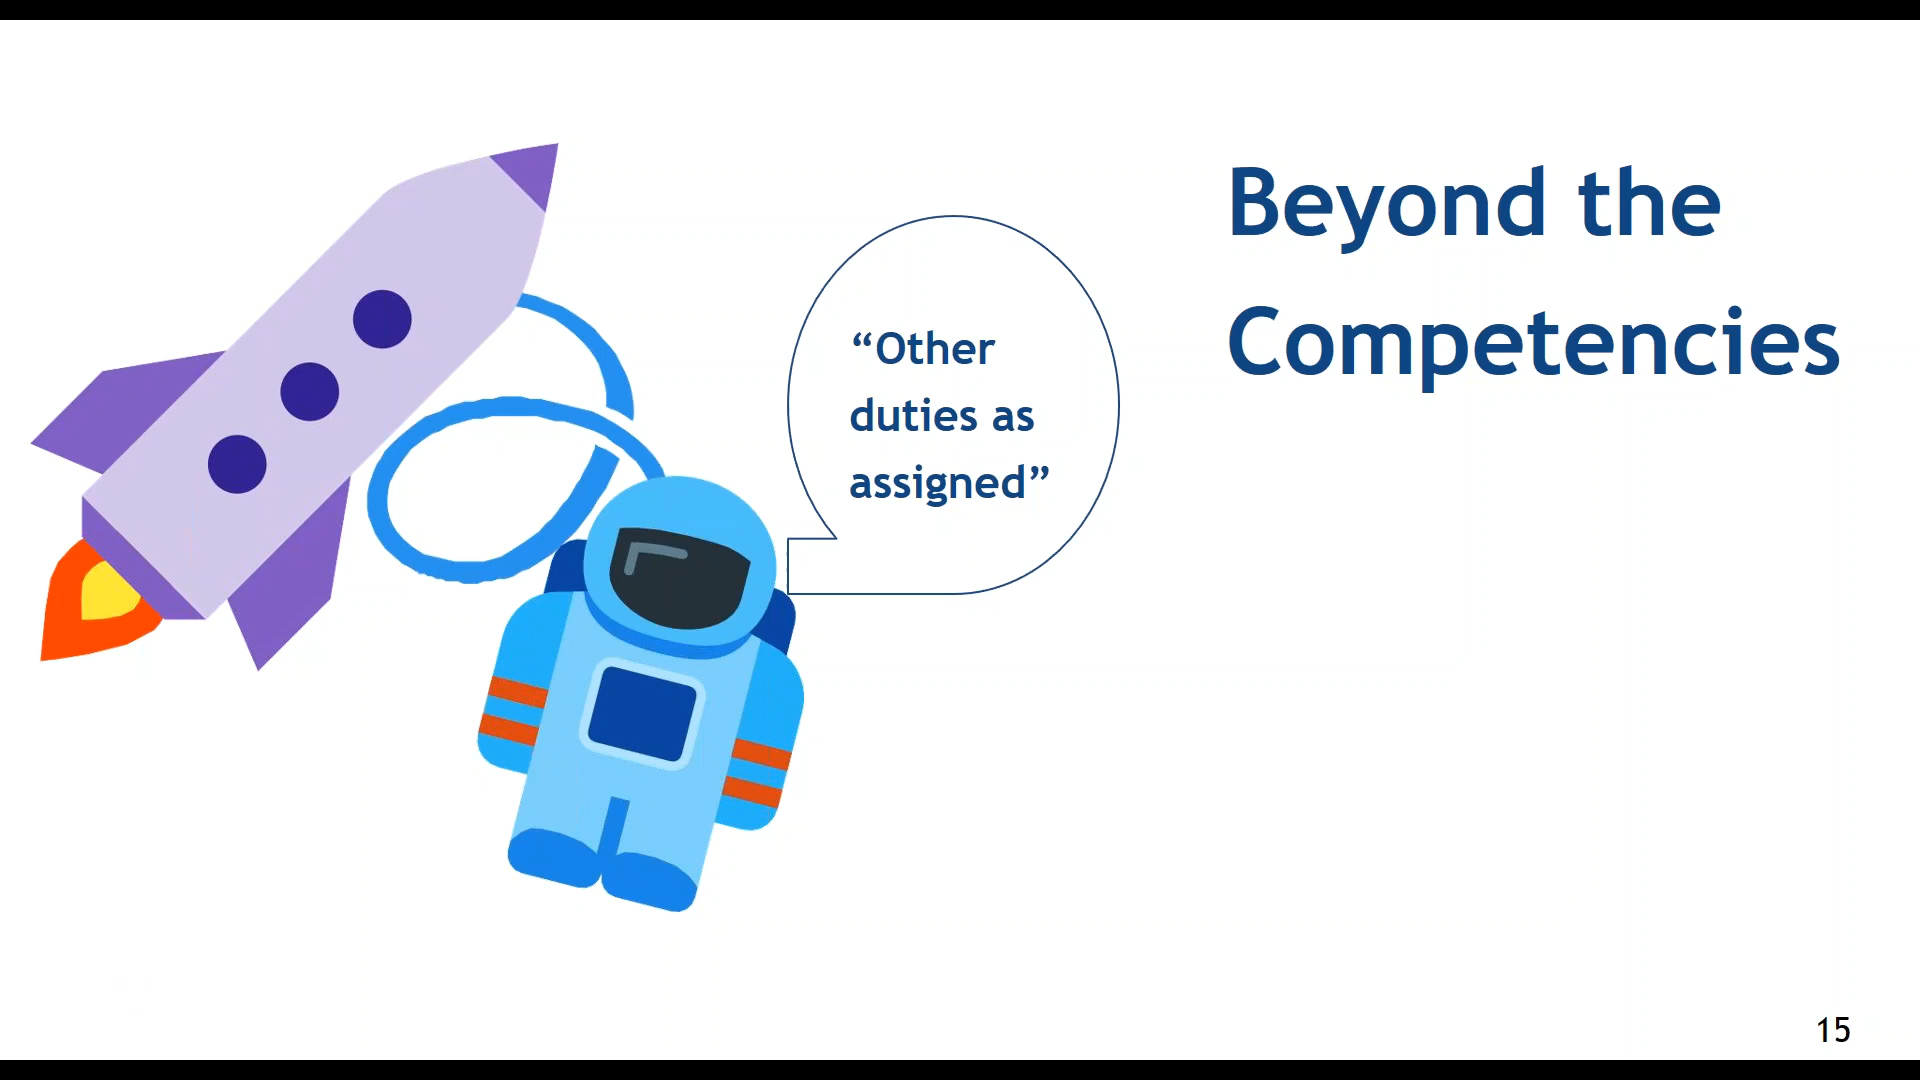 Beyond the
Competencies
“Other
duties as
assigned”
15